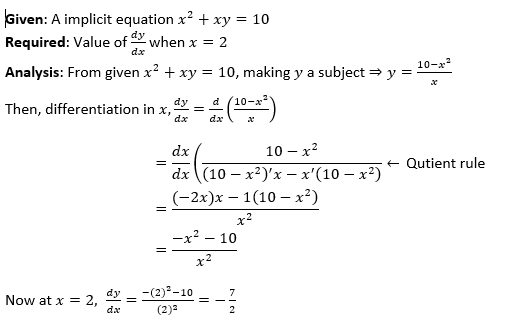 Given: A implicit equation x² + xy = 10
Required: Value of dy/dx when x = 2
Analysis: From given x² + xy = 10, making y a subject ⇒ y = (10−x²)/x
Then, differentiation in x, dy/dx = d/dx ((10−x²)/x)
= dx/dx ((10 − x²)/((10 − x²)′x − x′(10 − x²))) ← Qutient rule
= ((−2x)x − 1(10 − x²))/x²
= (−x² − 10)/x²
Now at x = 2, dy/dx = (−(2)²−10)/(2)² = −7/2